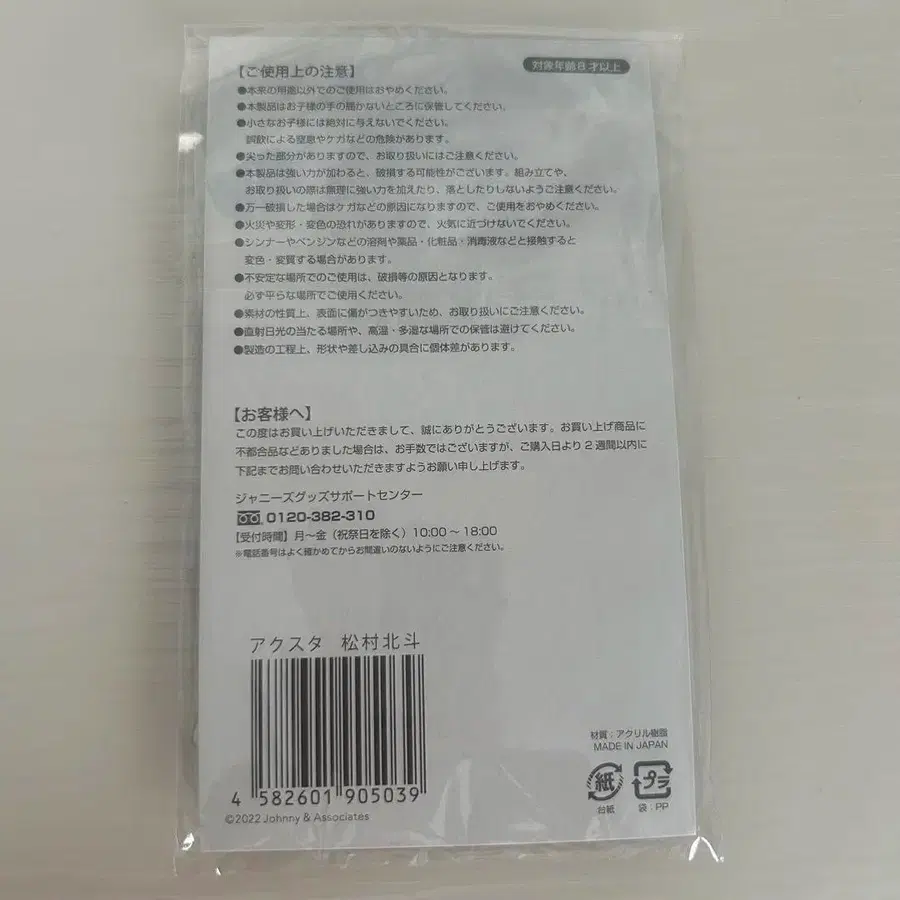 【ご使用上の注意】
対象年齢8才以上
●本来の用途以外でのご使用はおやめください。
●本製品はお子様の手の届かないところに保管してください。
●小さなお子様には絶対に与えないでください。
誤飲による窒息やケガなどの危険があります。
●尖った部分がありますので、お取り扱いにはご注意ください。
●本製品は強い力が加わると、破損する可能性がございます。組み立てや、
お取り扱いの際は無理に強い力を加えたり、落としたりしないようご注意ください。
●万一破損した場合はケガなどの原因になりますので、ご使用をおやめください。
●火災や変形・変色の恐れがありますので、火気に近づけないでください。
●シンナーやベンジンなどの溶剤や薬品・化粧品・消毒液などと接触すると
変色・変質する場合があります。
●不安定な場所でのご使用は、破損等の原因となります。
必ず平らな場所でご使用ください。
●素材の性質上、表面に傷がつきやすいため、お取り扱いにご注意ください。
●直射日光の当たる場所や、高温・多湿な場所での保管は避けてください。
●製造の工程上、形状や差し込みの具合に個体差があります。
【お客様へ】
この度はお買い上げいただきまして、誠にありがとうございます。お買い上げ商品に
不都合品などありました場合は、お手数ではございますが、ご購入日より2週間以内に
下記までお問い合わせいただきますようお願い申し上げます。
ジャニーズグッズサポートセンター
0120-382-310
【受付時間】月〜金（祝祭日を除く）10:00〜18:00
※電話番号はよく確かめてからお間違いのないようにご注意ください。
アクスタ 松村北斗
4 582601 905039
©2022 Johnny & Associates
材質：アクリル樹脂
MADE IN JAPAN
紙
プラ
台紙
袋：PP